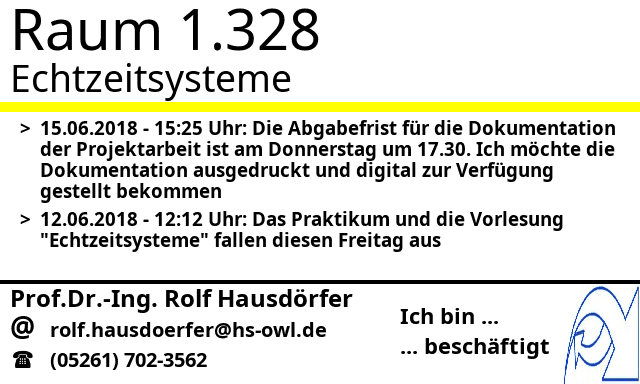 Raum 1.328
Echtzeitsysteme
> 15.06.2018 - 15:25 Uhr: Die Abgabefrist für die Dokumentation
der Projektarbeit ist am Donnerstag um 17.30. Ich möchte die
Dokumentation ausgedruckt und digital zur Verfügung
gestellt bekommen
> 12.06.2018 - 12:12 Uhr: Das Praktikum und die Vorlesung
"Echtzeitsysteme" fallen diesen Freitag aus
Prof.Dr.-Ing. Rolf Hausdörfer
@ rolf.hausdoerfer@hs-owl.de
☎ (05261) 702-3562
Ich bin ...
... beschäftigt